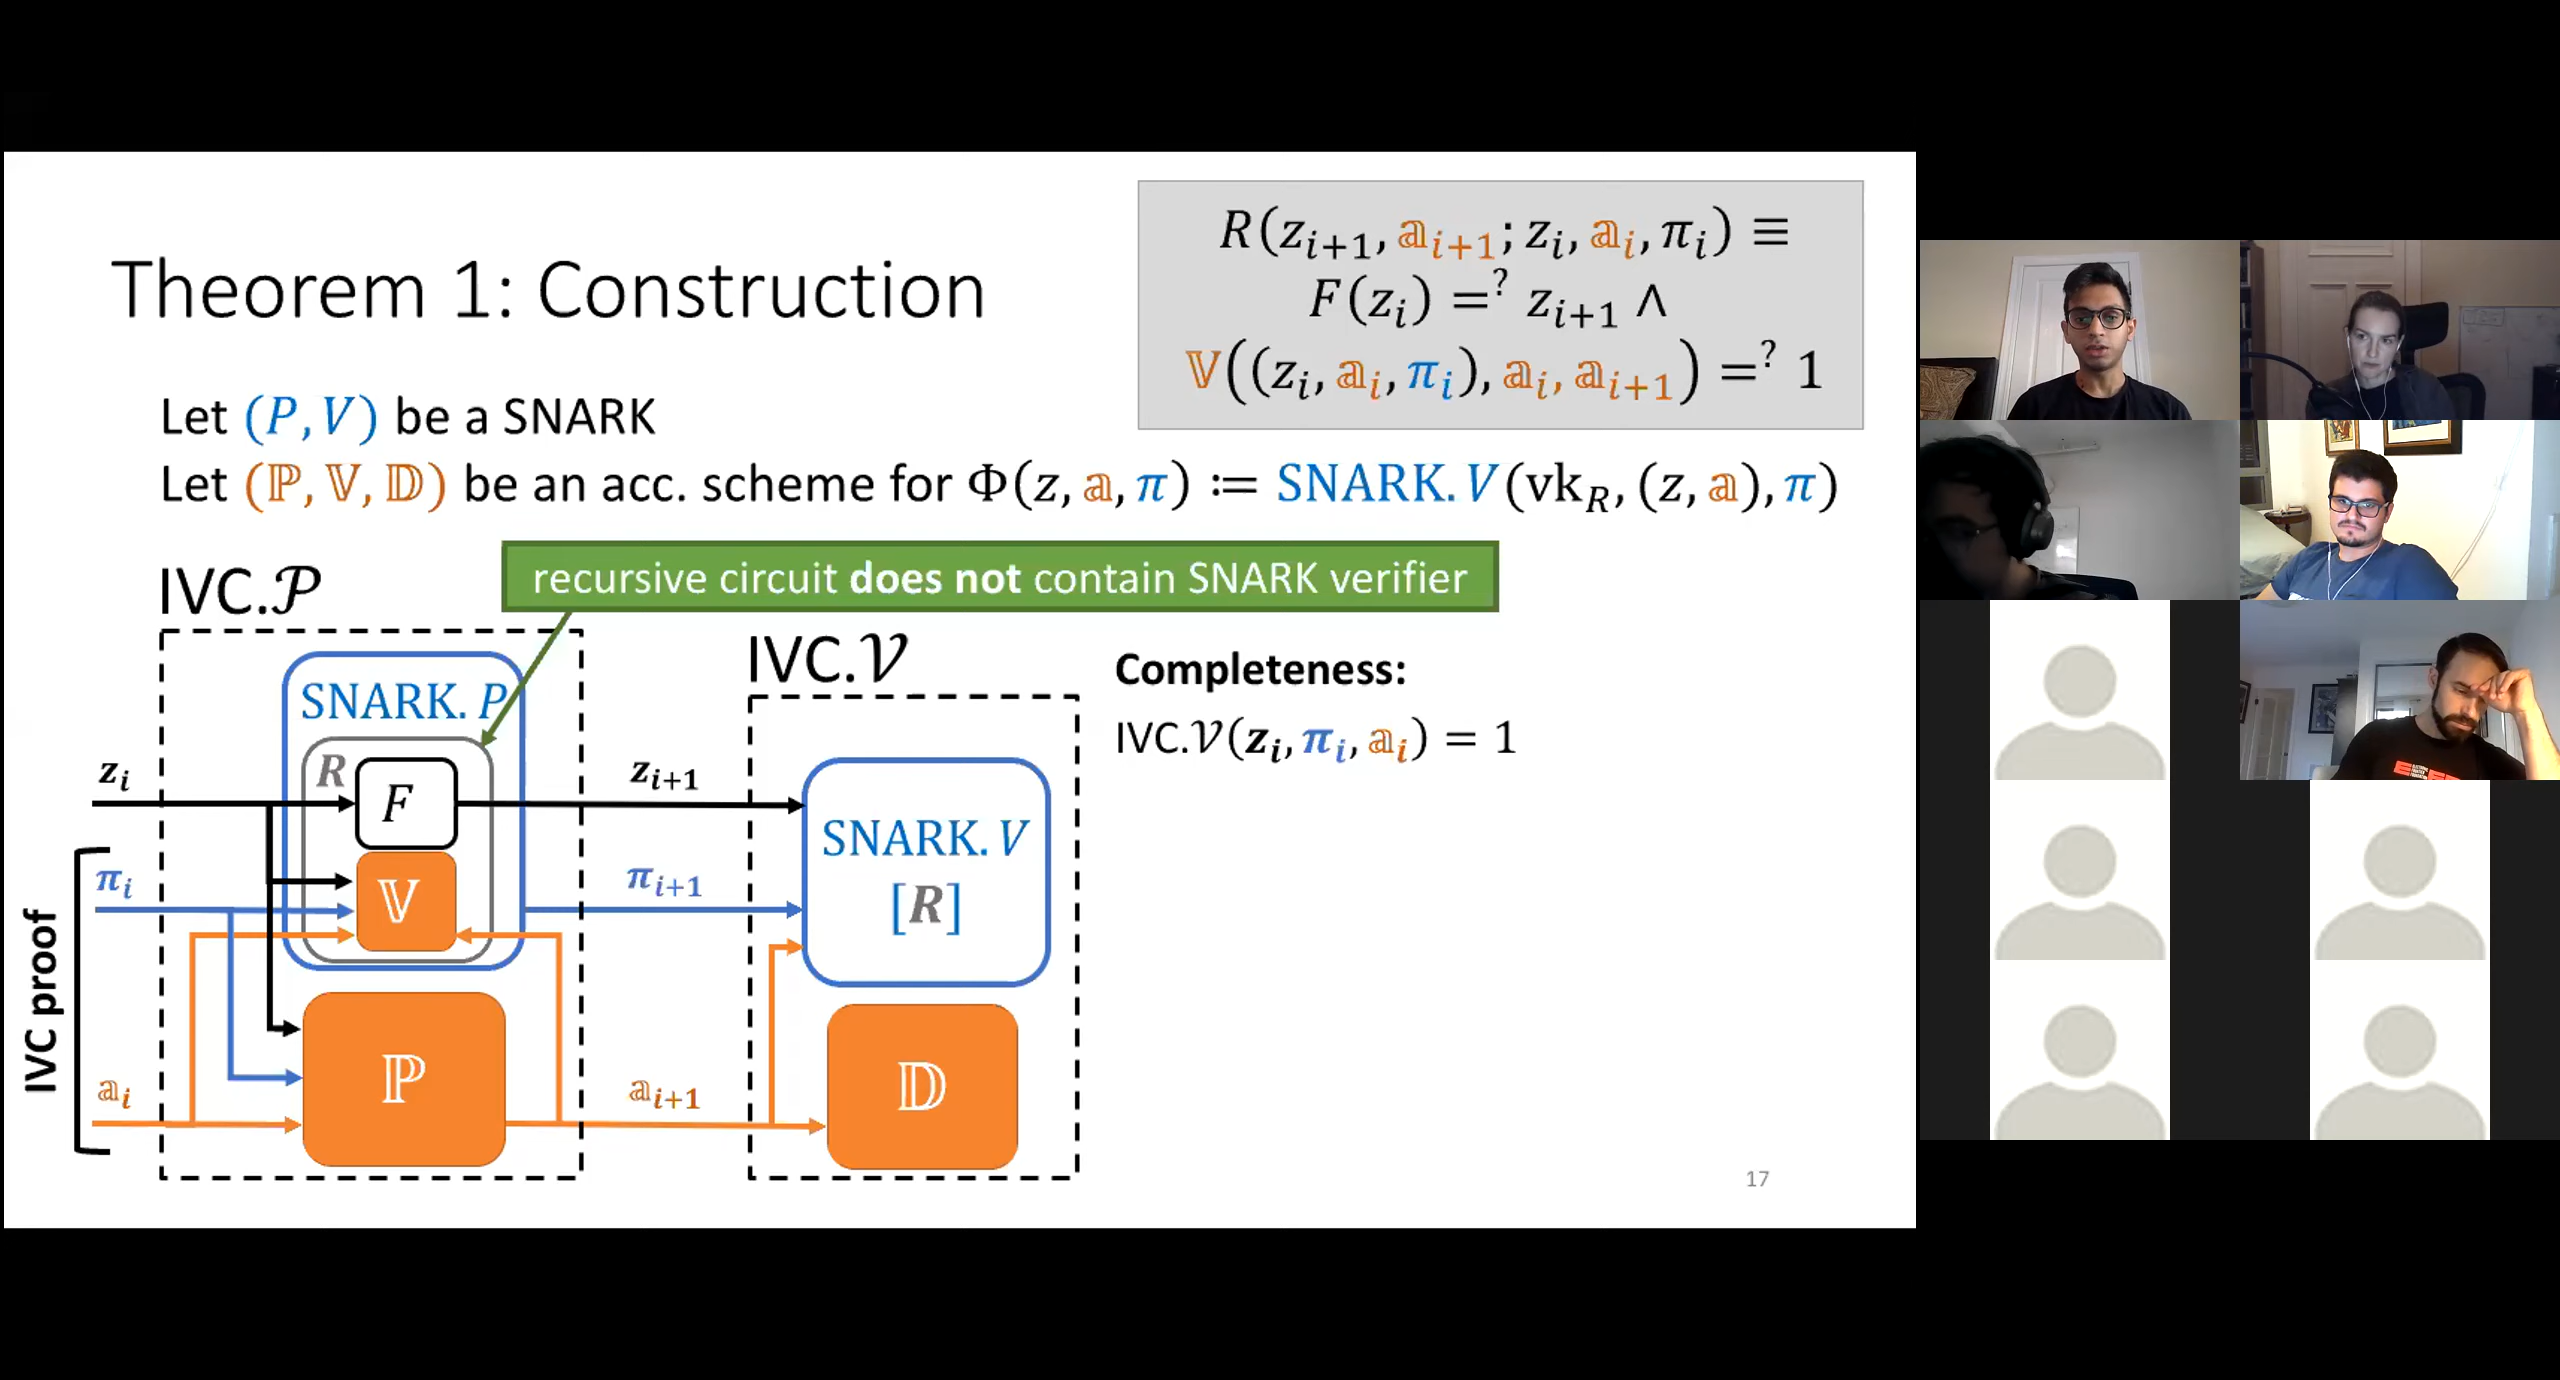 Theorem 1: Construction
R(z_{i+1}, 𝕒_{i+1}; z_i, 𝕒_i, π_i) ≡
F(z_i) =^? z_{i+1} ∧
𝕍((z_i, 𝕒_i, π_i), 𝕒_i, 𝕒_{i+1}) =^? 1
Let (P, V) be a SNARK
Let (ℙ, 𝕍, 𝔻) be an acc. scheme for Φ(z, 𝕒, π) ≔ SNARK. V(vk_R, (z, 𝕒), π)
recursive circuit does not contain SNARK verifier
IVC.𝒫
SNARK. P
R
F
𝕍
ℙ
z_i
π_i
𝕒_i
IVC proof
z_{i+1}
π_{i+1}
𝕒_{i+1}
IVC.𝒱
SNARK. V
[R]
𝔻
Completeness:
IVC.𝒱(z_i, π_i, 𝕒_i) = 1
17